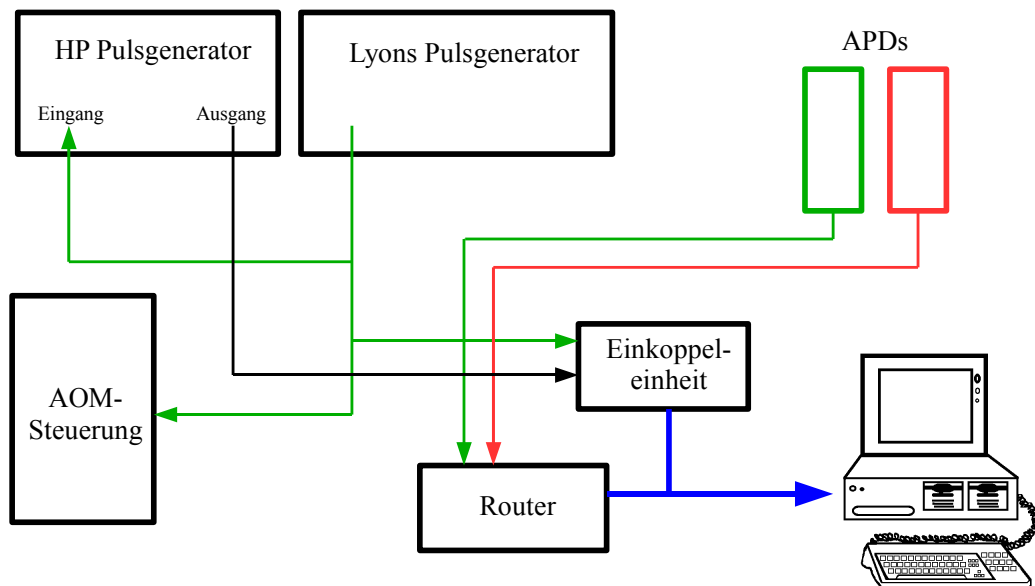 HP Pulsgenerator
Lyons Pulsgenerator
APDs
Eingang
Ausgang
Einkoppel-
einheit
AOM-
Steuerung
Router